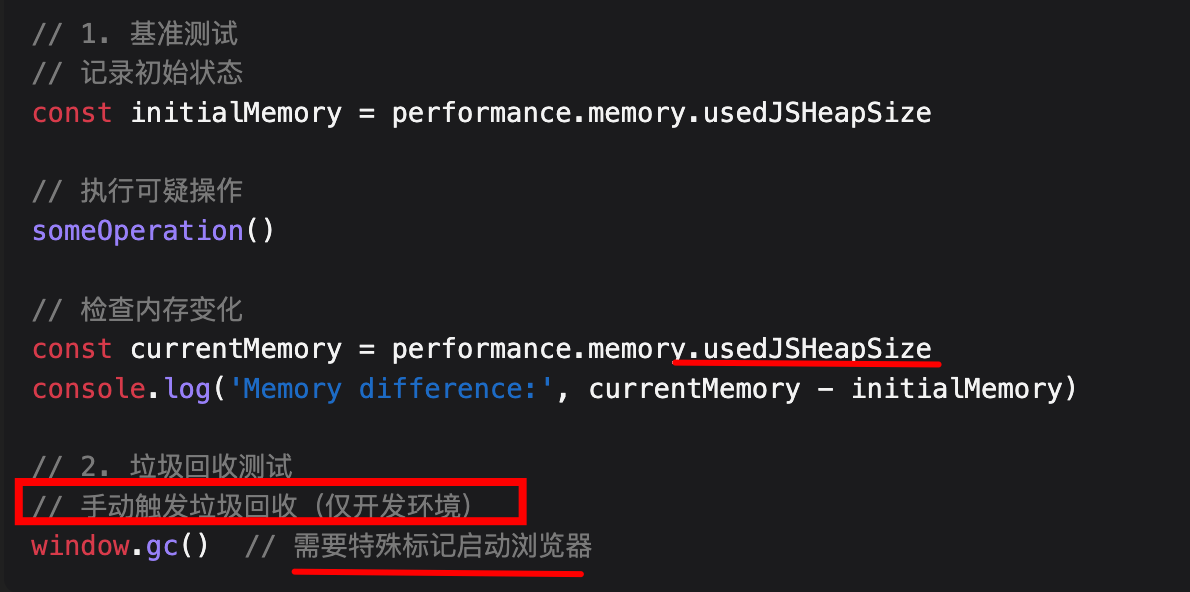 // 1. 基准测试
// 记录初始状态
const initialMemory = performance.memory.usedJSHeapSize
// 执行可疑操作
someOperation()
// 检查内存变化
const currentMemory = performance.memory.usedJSHeapSize
console.log('Memory difference:', currentMemory - initialMemory)
// 2. 垃圾回收测试
// 手动触发垃圾回收（仅开发环境）
window.gc()  // 需要特殊标记启动浏览器